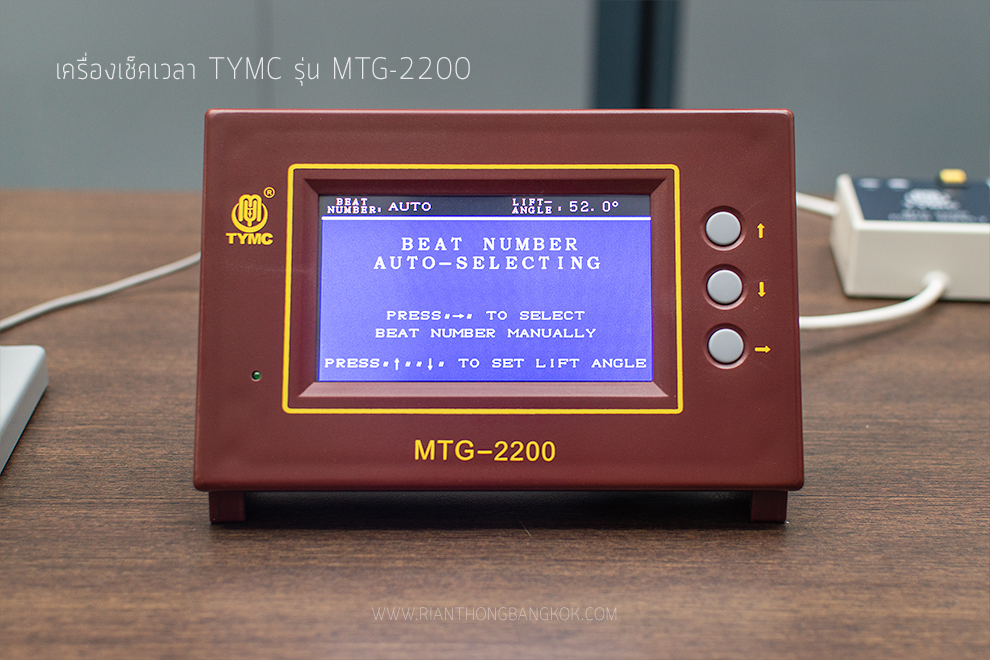 เครื่องเช็คเวลา TYMC รุ่น MTG-2200
®
TYMC
BEAT NUMBER: AUTO
LIFT-ANGLE: 52.0°
BEAT NUMBER
AUTO-SELECTING
PRESS"→" TO SELECT
BEAT NUMBER MANUALLY
PRESS"↑""↓" TO SET LIFT ANGLE
↑
↓
→
MTG-2200
WWW.RIANTHONGBANGKOK.COM